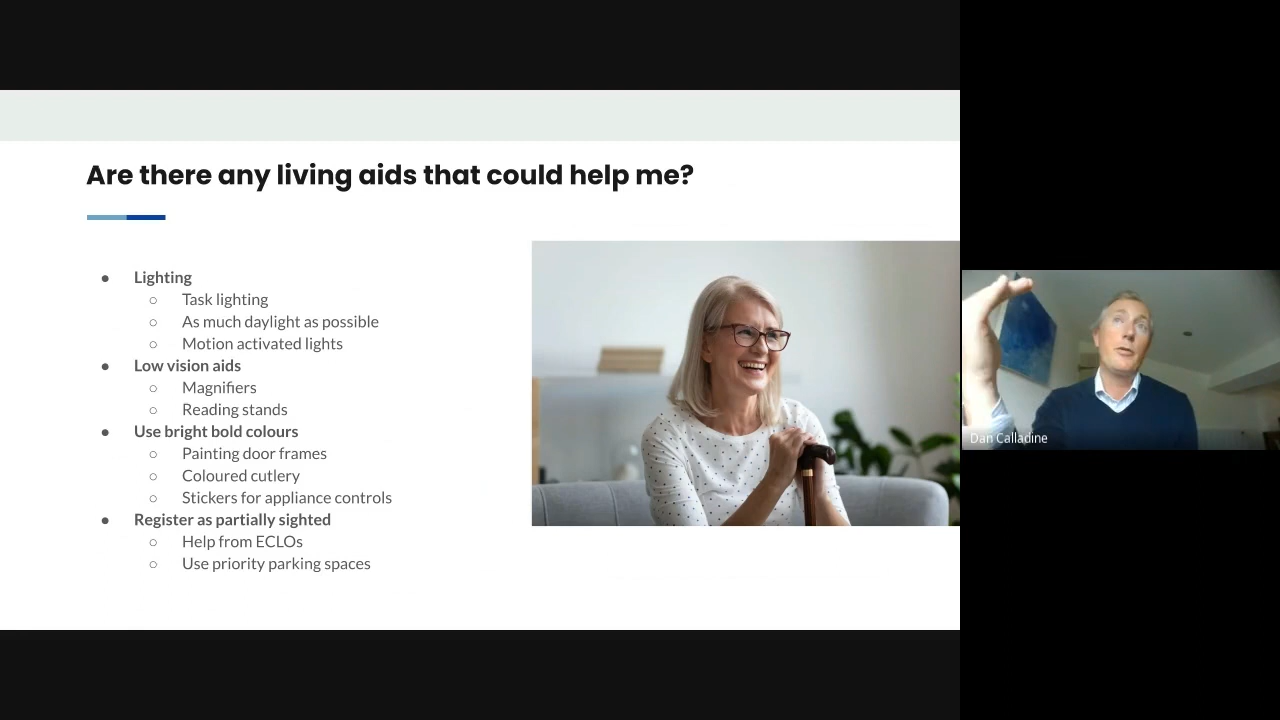 Are there any living aids that could help me?
● Lighting
○ Task lighting
○ As much daylight as possible
○ Motion activated lights
● Low vision aids
○ Magnifiers
○ Reading stands
● Use bright bold colours
○ Painting door frames
○ Coloured cutlery
○ Stickers for appliance controls
● Register as partially sighted
○ Help from ECLOs
○ Use priority parking spaces
Dan Calladine